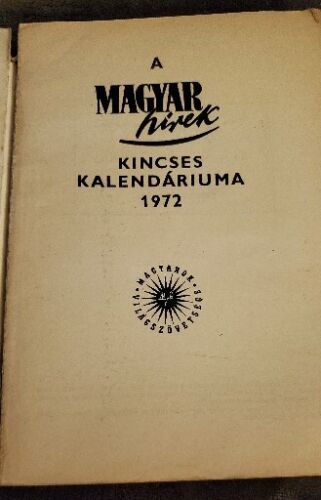 A
MAGYAR
hírek
KINCSES
KALENDÁRIUMA
1972
MAGYAROK
VILÁGSZÖVETSÉGE